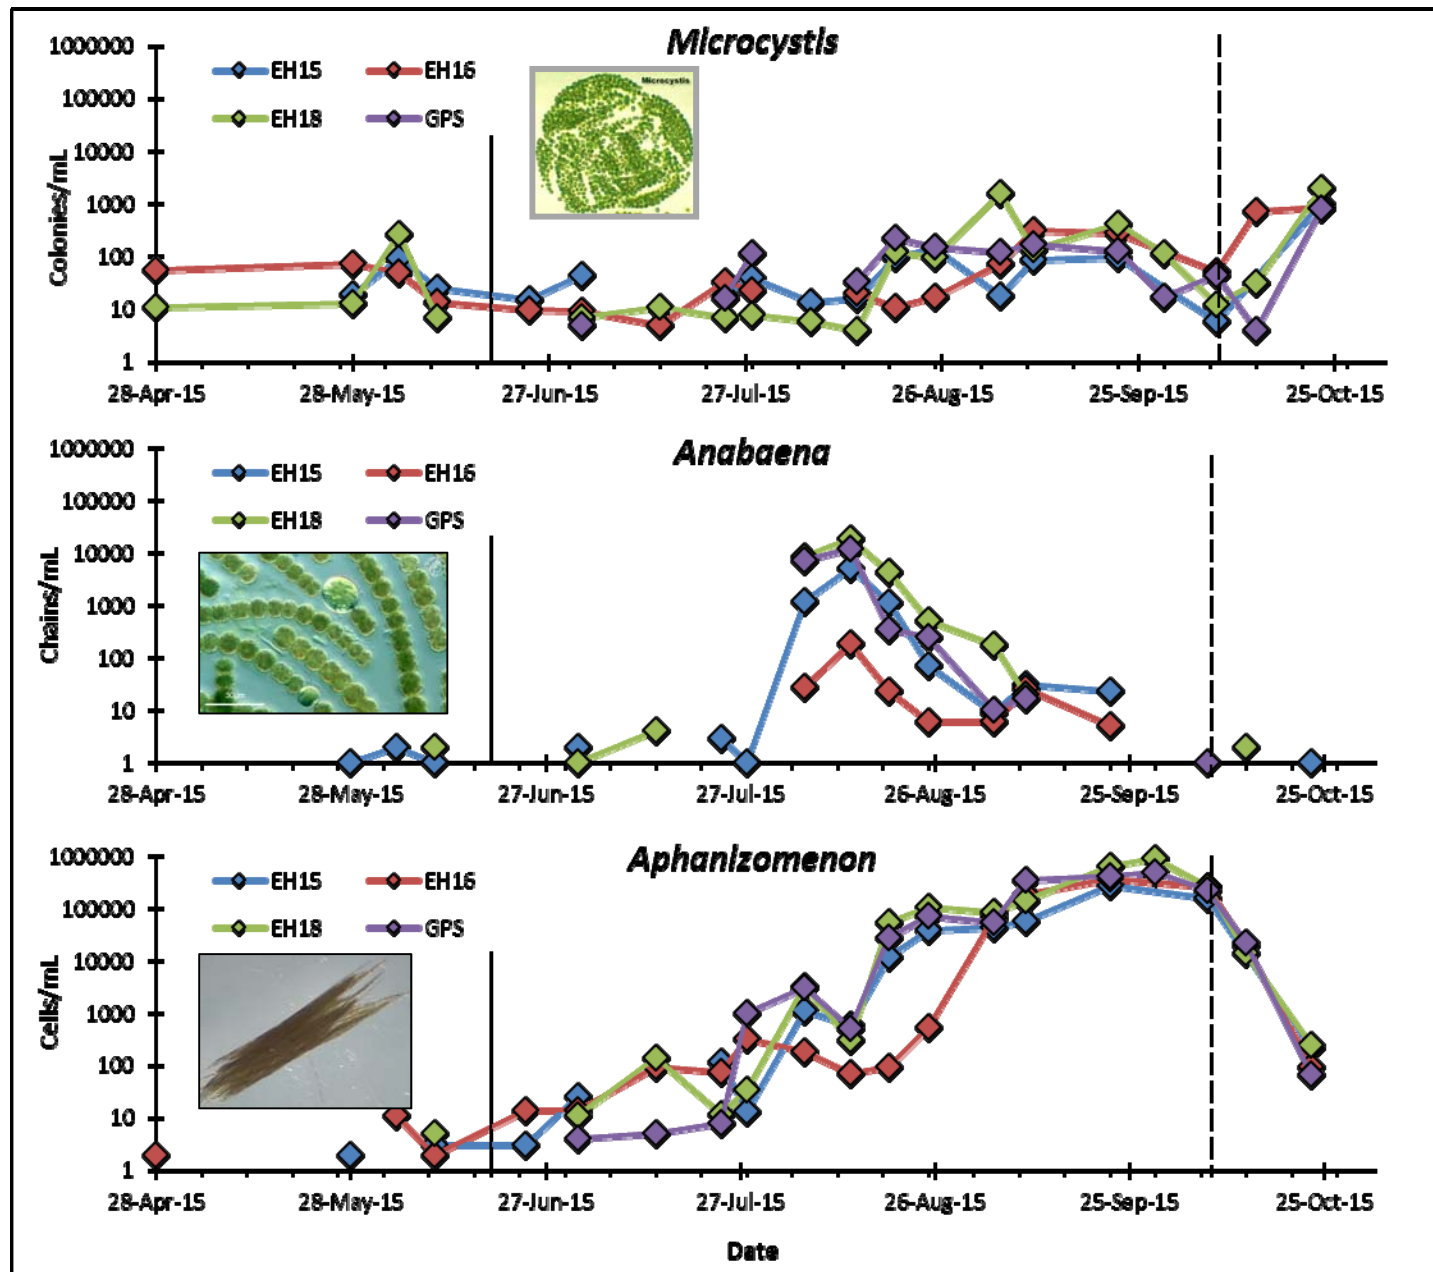 Microcystis
1000000
100000
10000
1000
100
10
1
Colonies/mL
EH15 EH16
EH18 GPS
Microcystis
28-Apr-15 28-May-15 27-Jun-15 27-Jul-15 26-Aug-15 25-Sep-15 25-Oct-15
Anabaena
1000000
100000
10000
1000
100
10
1
Chains/mL
EH15 EH16
EH18 GPS
28-Apr-15 28-May-15 27-Jun-15 27-Jul-15 26-Aug-15 25-Sep-15 25-Oct-15
Aphanizomenon
1000000
100000
10000
1000
100
10
1
Cells/mL
EH15 EH16
EH18 GPS
28-Apr-15 28-May-15 27-Jun-15 27-Jul-15 26-Aug-15 25-Sep-15 25-Oct-15
Date